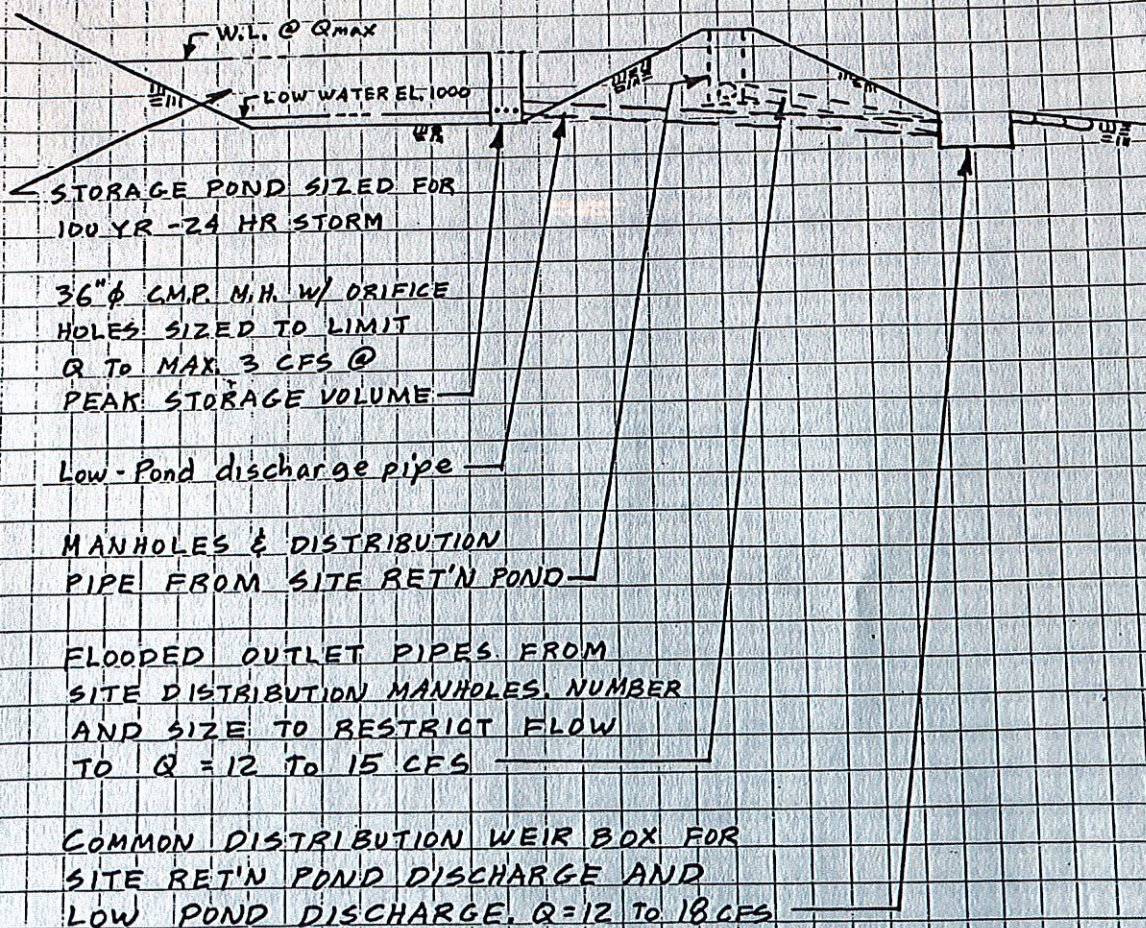 W.L. @ Qmax
LOW WATER EL. 1000
STORAGE POND SIZED FOR
100 YR - 24 HR STORM
36"ϕ C.M.P. M.H. W/ ORIFICE
HOLES SIZED TO LIMIT
Q TO MAX. 3 CFS @
PEAK STORAGE VOLUME
Low-Pond discharge pipe
MANHOLES & DISTRIBUTION
PIPE FROM SITE RET'N POND
FLOODED OUTLET PIPES FROM
SITE DISTRIBUTION MANHOLES. NUMBER
AND SIZE TO RESTRICT FLOW
TO Q = 12 TO 15 CFS
COMMON DISTRIBUTION WEIR BOX FOR
SITE RET'N POND DISCHARGE AND
LOW POND DISCHARGE. Q = 12 TO 18 CFS